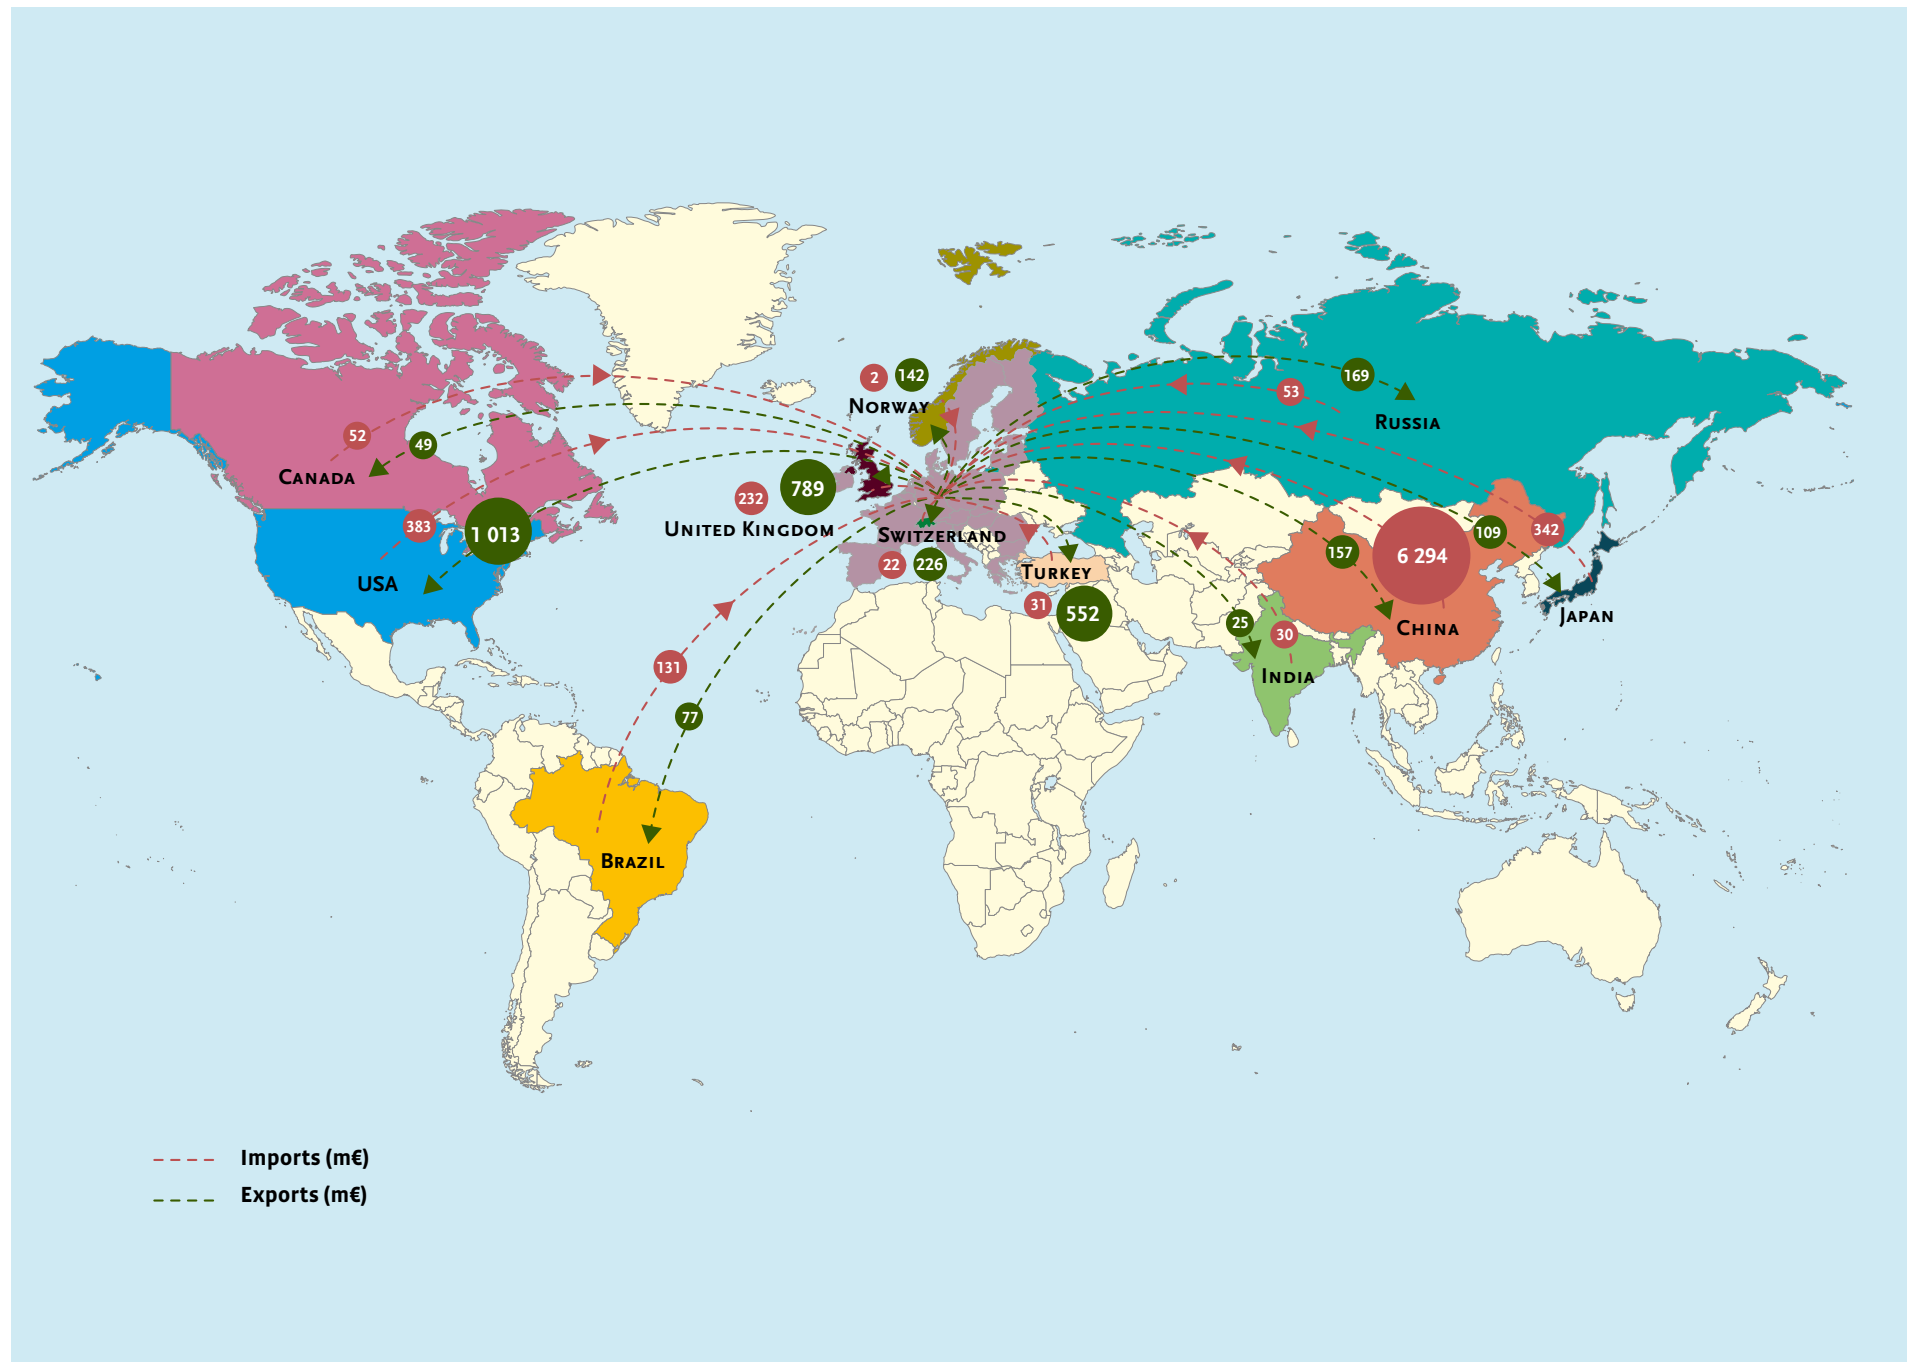 2
142
Norway
169
53
Russia
52
49
Canada
232
789
United Kingdom
383
1 013
USA
Switzerland
22
226
Turkey
31
552
157
6 294
109
342
Japan
China
25
30
India
131
77
Brazil
Imports (m€)
Exports (m€)